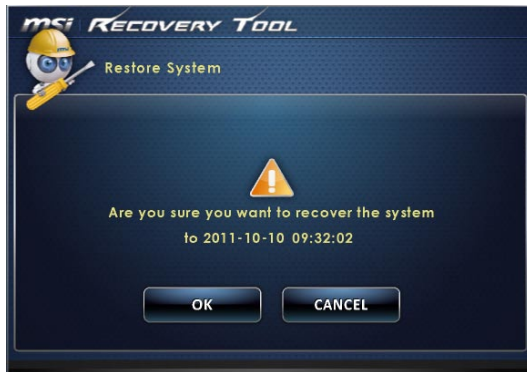 msi RECOVERY TOOL
Restore System
Are you sure you want to recover the system
to 2011-10-10 09:32:02
OK CANCEL